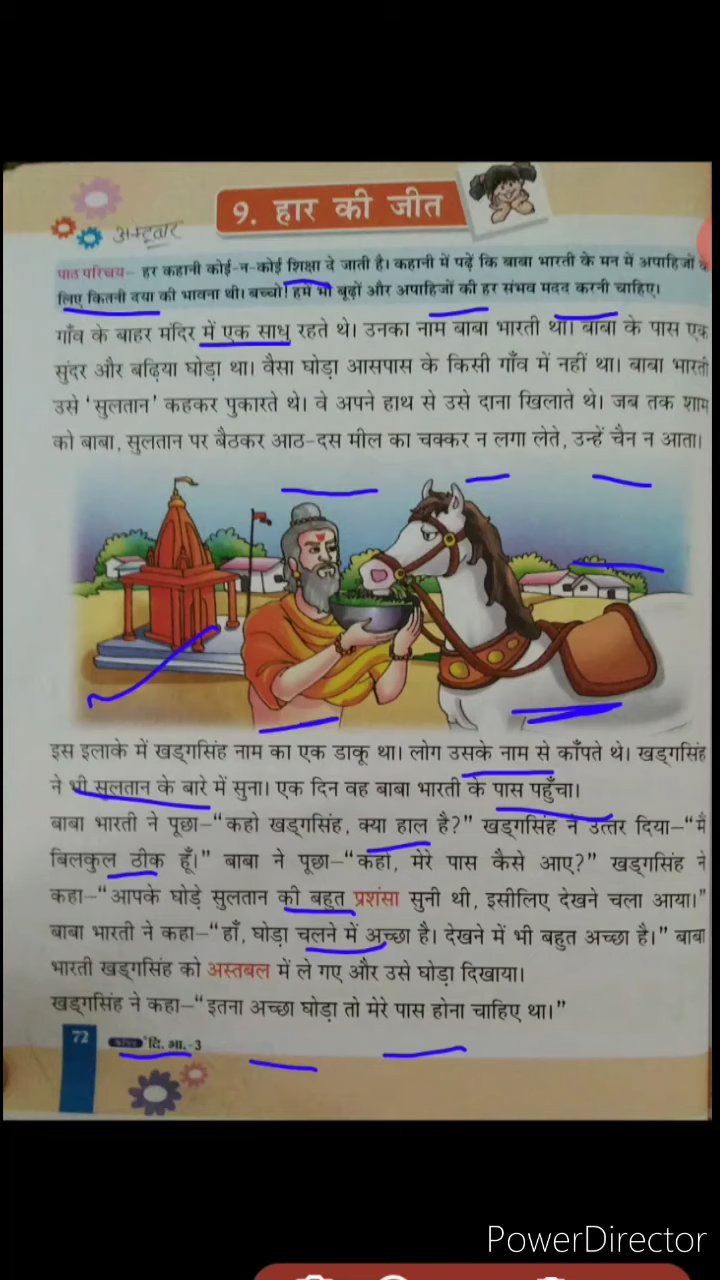 9. हार की जीत
पाठ परिचय– हर कहानी कोई-न-कोई शिक्षा दे जाती है। कहानी में पढ़ें कि बाबा भारती के मन में अपाहिजों के
लिए कितनी दया की भावना थी। बच्चो! हमें भी बूढ़ों और अपाहिजों की हर संभव मदद करनी चाहिए।
गाँव के बाहर मंदिर में एक साधु रहते थे। उनका नाम बाबा भारती था। बाबा के पास एक
सुंदर और बढ़िया घोड़ा था। वैसा घोड़ा आसपास के किसी गाँव में नहीं था। बाबा भारती
उसे ‘सुलतान’ कहकर पुकारते थे। वे अपने हाथ से उसे दाना खिलाते थे। जब तक शाम
को बाबा, सुलतान पर बैठकर आठ-दस मील का चक्कर न लगा लेते, उन्हें चैन न आता।
इस इलाके में खड्गसिंह नाम का एक डाकू था। लोग उसके नाम से काँपते थे। खड्गसिंह
ने भी सुलतान के बारे में सुना। एक दिन वह बाबा भारती के पास पहुँचा।
बाबा भारती ने पूछा–“कहो खड्गसिंह, क्या हाल है?” खड्गसिंह ने उत्तर दिया–“मैं
बिलकुल ठीक हूँ।” बाबा ने पूछा–“कहो, मेरे पास कैसे आए?” खड्गसिंह ने
कहा–“आपके घोड़े सुलतान की बहुत प्रशंसा सुनी थी, इसीलिए देखने चला आया।”
बाबा भारती ने कहा–“हाँ, घोड़ा चलने में अच्छा है। देखने में भी बहुत अच्छा है।” बाबा
भारती खड्गसिंह को अस्तबल में ले गए और उसे घोड़ा दिखाया।
खड्गसिंह ने कहा–“इतना अच्छा घोड़ा तो मेरे पास होना चाहिए था।”
72
हिं. भा.-3
PowerDirector